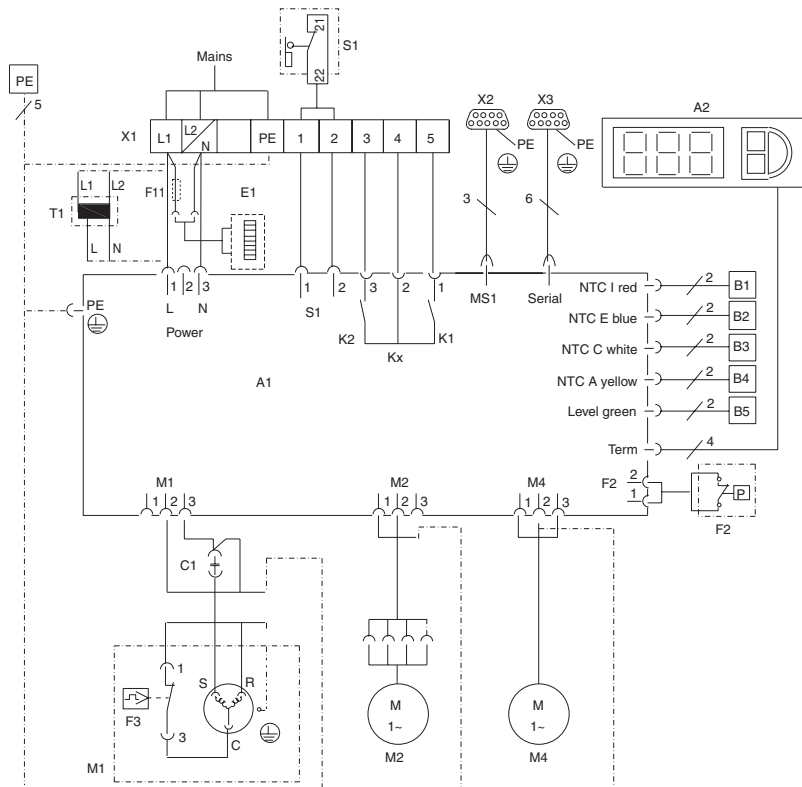 21
S1
22
Mains
PE
5
X2
X3
A2
PE
PE
X1 L1 L2 N PE 1 2 3 4 5
F11
E1
L1 L2
T1
L N
3
6
1 2 3
L N
Power
1 2
S1
3 2 1
K2 K1
Kx
MS1
Serial
PE
A1
NTC I red 2 B1
NTC E blue 2 B2
NTC C white 2 B3
NTC A yellow 2 B4
Level green 2 B5
Term 4
F2 2
1
P
F2
M1
1 2 3
M2
1 2 3
M4
1 2 3
C1
1
S R
F3
3
C
M1
M
1~
M2
M
1~
M4